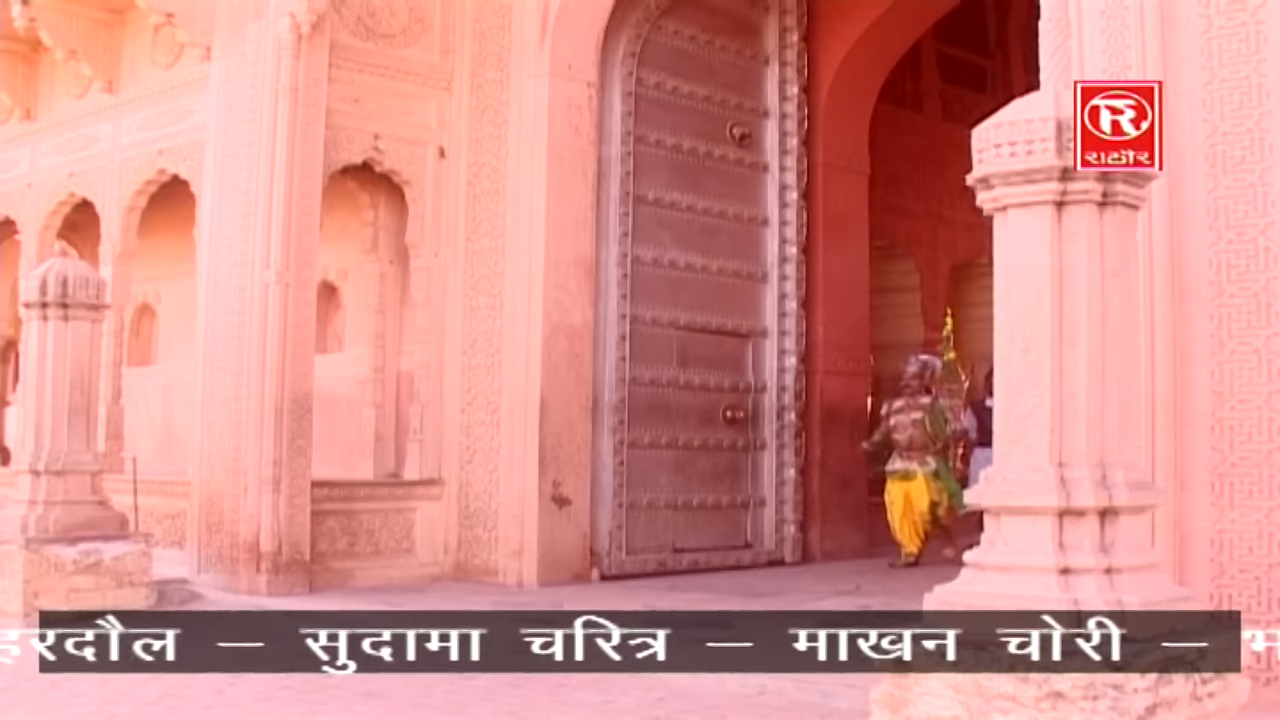 राठौर
हरदौल – सुदामा चरित्र – माखन चोरी –